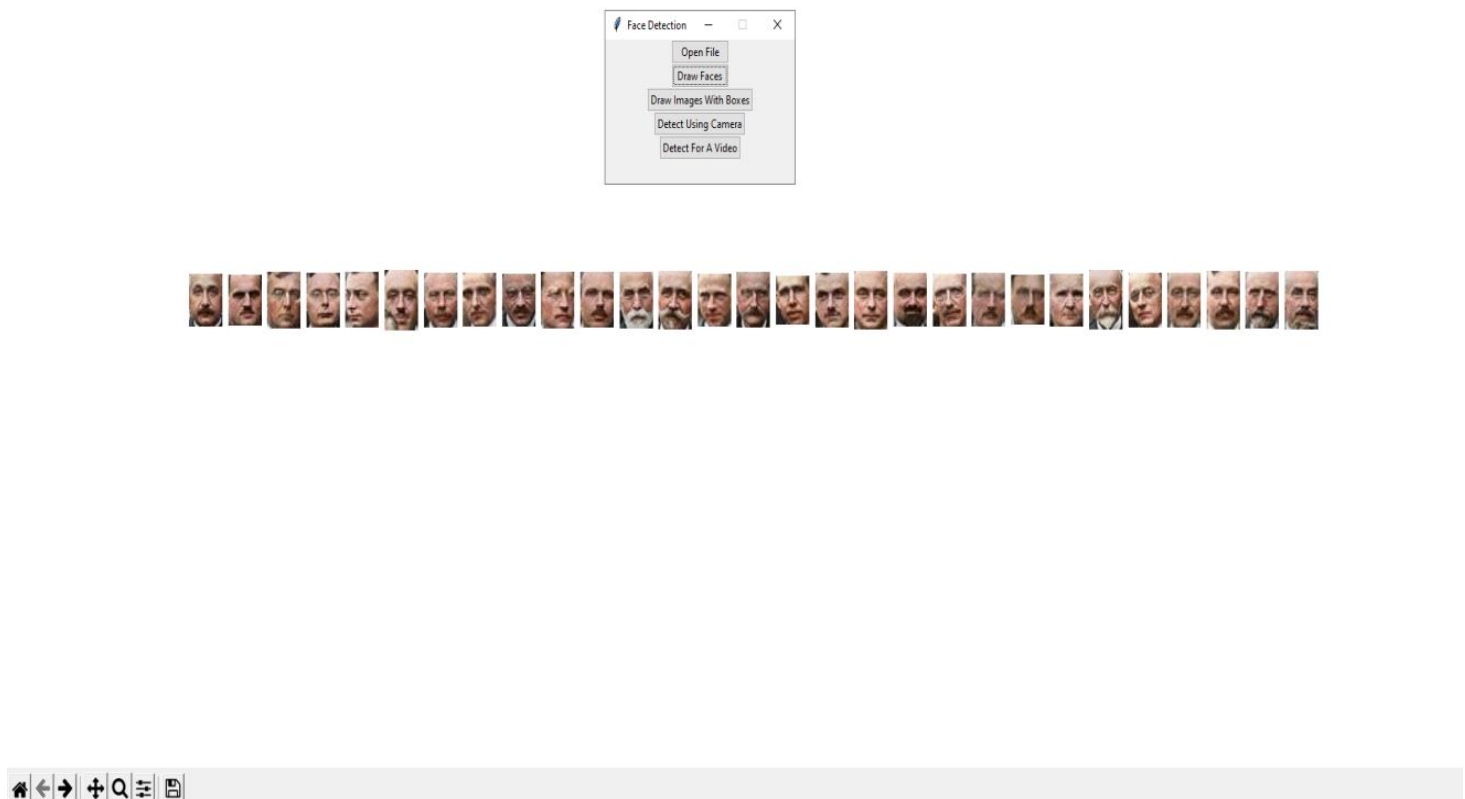 Face Detection
Open File
Draw Faces
Draw Images With Boxes
Detect Using Camera
Detect For A Video